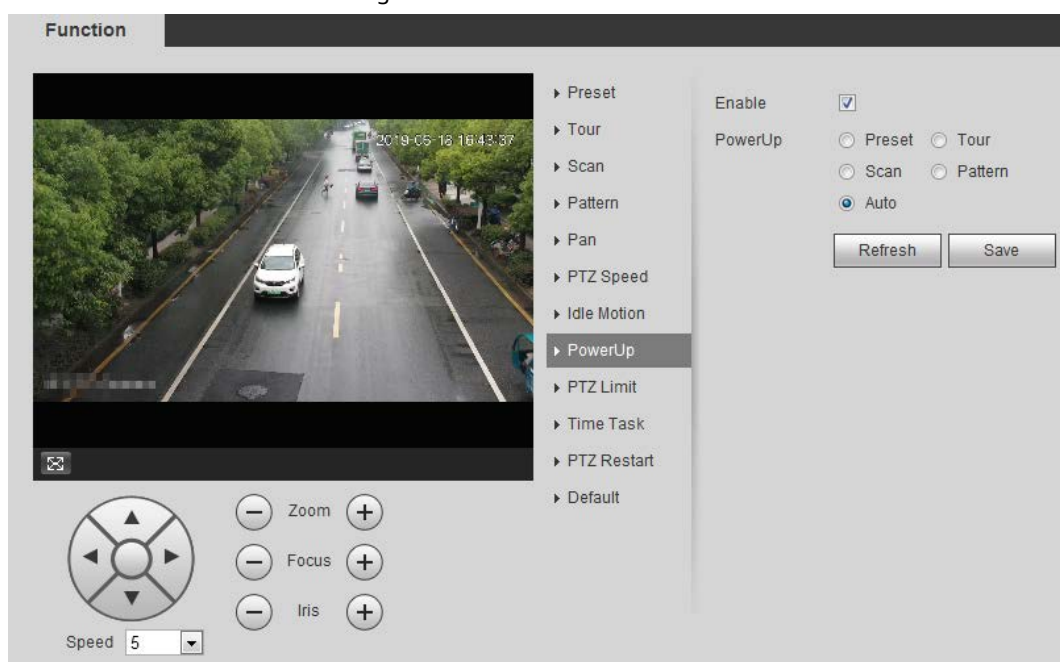 Function
2019-05-18 16:43:37
Preset
Tour
Scan
Pattern
Pan
PTZ Speed
Idle Motion
PowerUp
PTZ Limit
Time Task
PTZ Restart
Default
Enable
PowerUp
Preset Tour
Scan Pattern
Auto
Refresh Save
Zoom
Focus
Iris
Speed 5